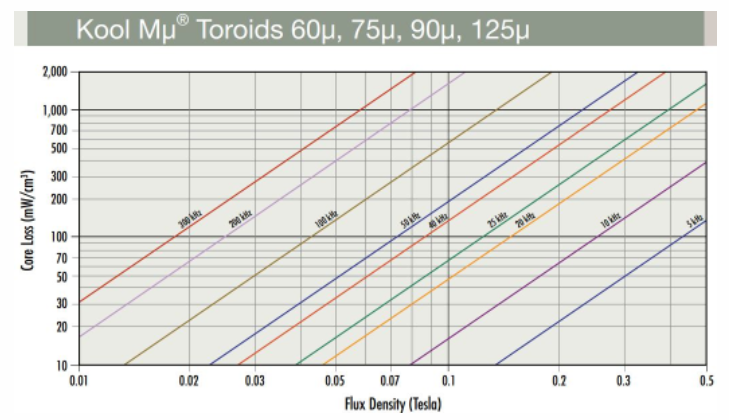 Kool Mµ® Toroids 60µ, 75µ, 90µ, 125µ
2,000
1,000
700
500
300
200
100
70
50
30
20
10
Core Loss (mW/cm³)
300 kHz
200 kHz
100 kHz
50 kHz
40 kHz
25 kHz
20 kHz
10 kHz
5 kHz
0.01 0.02 0.03 0.05 0.07 0.1 0.2 0.3 0.5
Flux Density (Tesla)